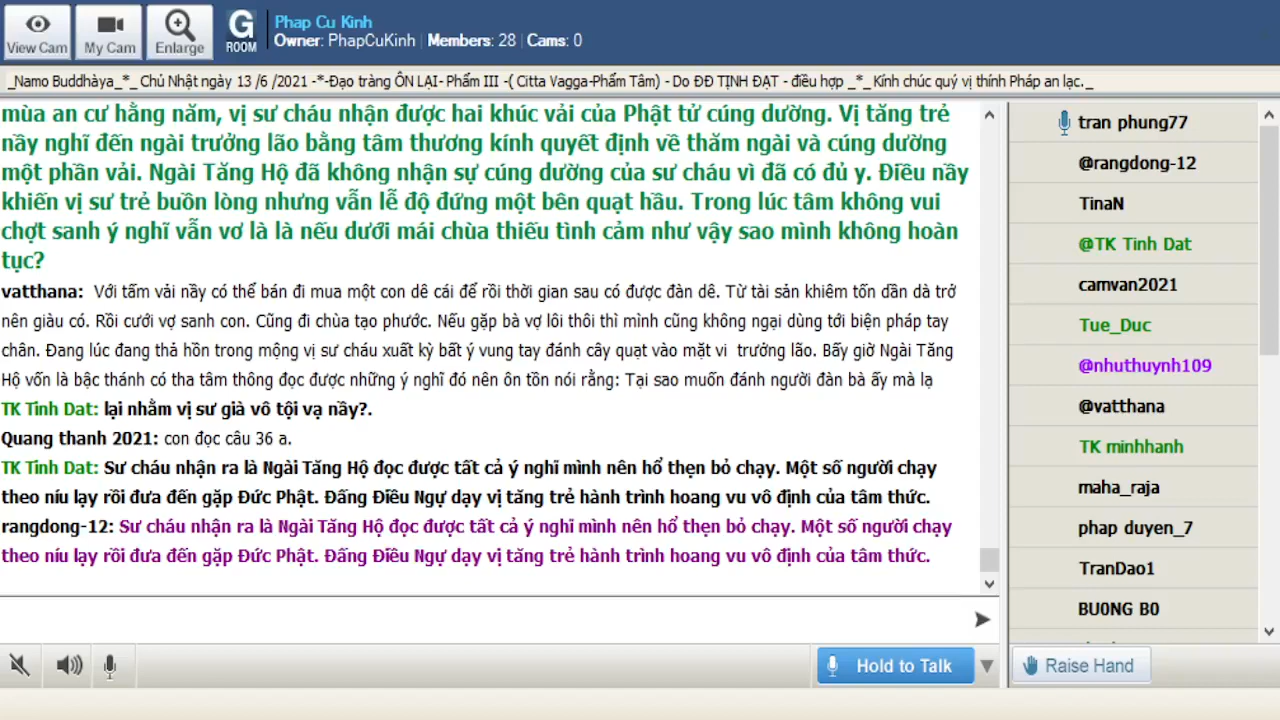 View Cam
My Cam
Enlarge
G ROOM
Phap Cu Kinh
Owner: PhapCuKinh | Members: 28 | Cams: 0
_Namo Buddhàya_*_ Chủ Nhật ngày 13 /6 /2021 -*-Đạo tràng ÔN LẠI- Phẩm III -( Citta Vagga-Phẩm Tâm) - Do ĐĐ TỊNH ĐẠT - điều hợp _*_ Kính chúc quý vị thính Pháp an lạc._
mùa an cư hằng năm, vị sư cháu nhận được hai khúc vải của Phật tử cúng dường. Vị tăng trẻ
nầy nghĩ đến ngài trưởng lão bằng tâm thương kính quyết định về thăm ngài và cúng dường
một phần vải. Ngài Tăng Hộ đã không nhận sự cúng dường của sư cháu vì đã có đủ y. Điều nầy
khiến vị sư trẻ buồn lòng nhưng vẫn lễ độ đứng một bên quạt hầu. Trong lúc tâm không vui
chợt sanh ý nghĩ vẫn vơ là là nếu dưới mái chùa thiếu tình cảm như vậy sao mình không hoàn
tục?
vatthana: Với tấm vải nầy có thể bán đi mua một con dê cái để rồi thời gian sau có được đàn dê. Từ tài sản khiêm tốn dần dà trở
nên giàu có. Rồi cưới vợ sanh con. Cũng đi chùa tạo phước. Nếu gặp bà vợ lôi thôi thì mình cũng không ngại dùng tới biện pháp tay
chân. Đang lúc đang thả hồn trong mộng vị sư cháu xuất kỳ bất ý vung tay đánh cây quạt vào mặt vi trưởng lão. Bấy giờ Ngài Tăng
Hộ vốn là bậc thánh có tha tâm thông đọc được những ý nghĩ đó nên ôn tồn nói rằng: Tại sao muốn đánh người đàn bà ấy mà lạ
TK Tinh Dat: lại nhằm vị sư già vô tội vạ nầy?.
Quang thanh 2021: con đọc câu 36 a.
TK Tinh Dat: Sư cháu nhận ra là Ngài Tăng Hộ đọc được tất cả ý nghĩ mình nên hổ thẹn bỏ chạy. Một số người chạy
theo níu lạy rồi đưa đến gặp Đức Phật. Đấng Điều Ngự dạy vị tăng trẻ hành trình hoang vu vô định của tâm thức.
rangdong-12: Sư cháu nhận ra là Ngài Tăng Hộ đọc được tất cả ý nghĩ mình nên hổ thẹn bỏ chạy. Một số người chạy
theo níu lạy rồi đưa đến gặp Đức Phật. Đấng Điều Ngự dạy vị tăng trẻ hành trình hoang vu vô định của tâm thức.
Hold to Talk
tran phung77
@rangdong-12
TinaN
@TK Tinh Dat
camvan2021
Tue_Duc
@nhuthuynh109
@vatthana
TK minhhanh
maha_raja
phap duyen_7
TranDao1
BU0NG B0
Raise Hand